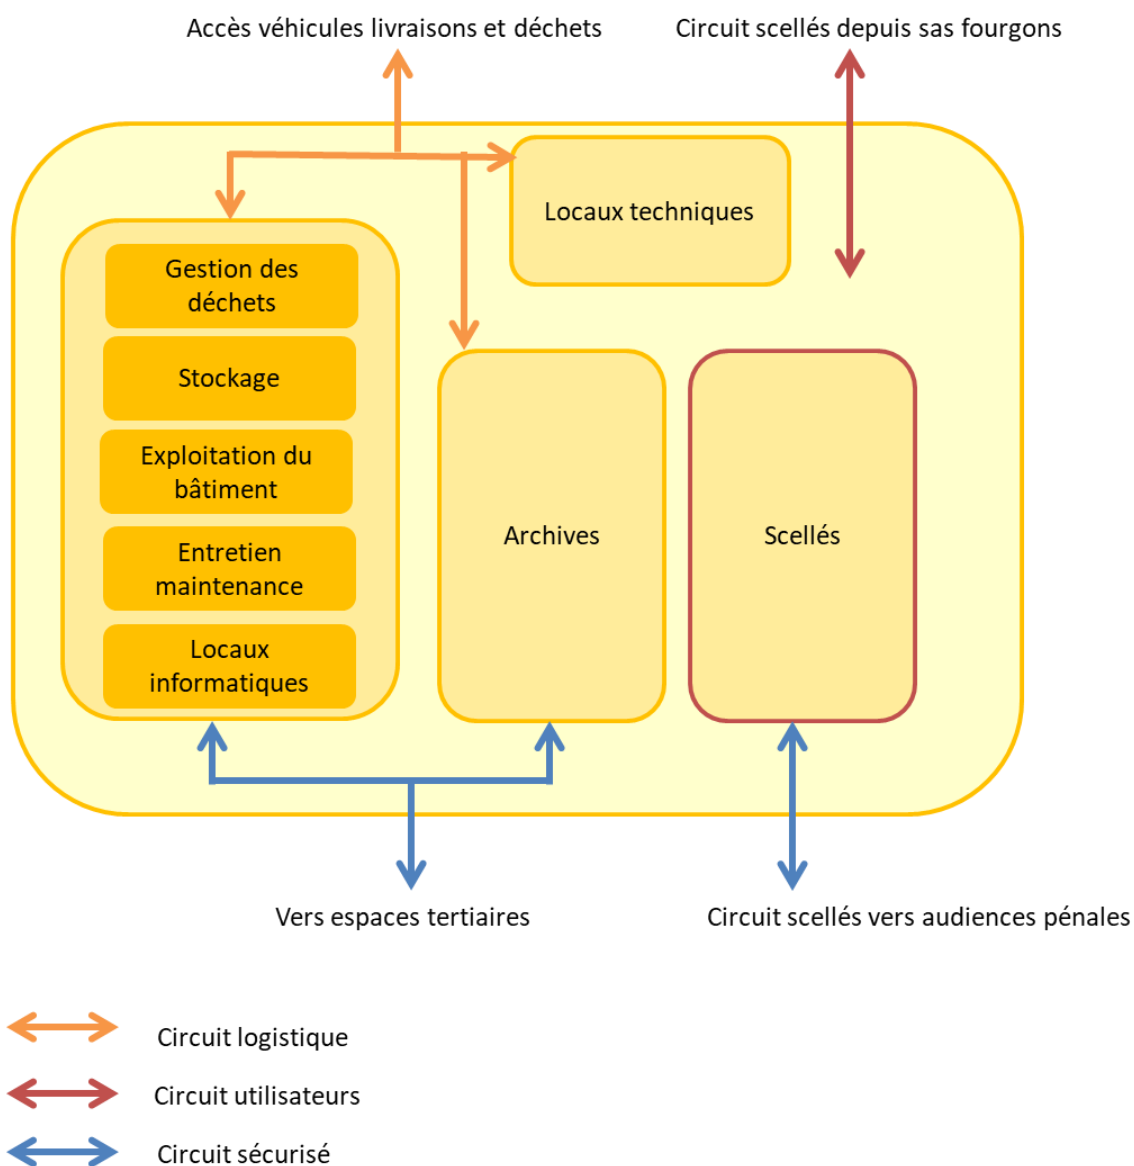 Accès véhicules livraisons et déchets
Circuit scellés depuis sas fourgons
Locaux techniques
Gestion des
déchets
Stockage
Exploitation du
bâtiment
Entretien
maintenance
Locaux
informatiques
Archives
Scellés
Vers espaces tertiaires
Circuit scellés vers audiences pénales
Circuit logistique
Circuit utilisateurs
Circuit sécurisé